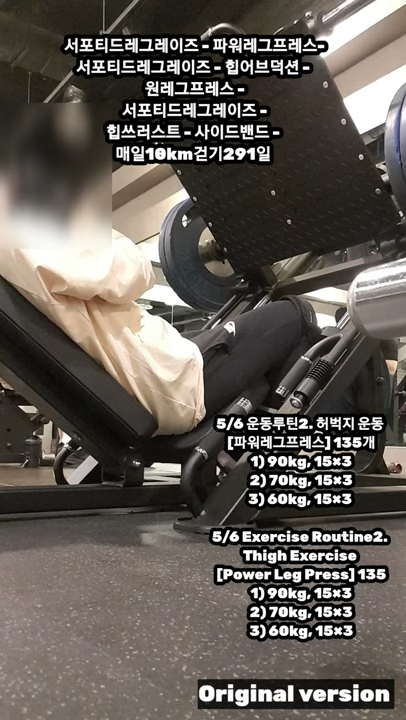 서포티드레그레이즈 - 파워레그프레스-
서포티드레그레이즈 - 힙어브덕션 -
원레그프레스 -
서포티드레그레이즈 -
힙쓰러스트 - 사이드밴드 -
매일10km걷기291일
5/6 운동루틴2. 허벅지 운동
[파워레그프레스] 135개
1) 90kg, 15×3
2) 70kg, 15×3
3) 60kg, 15×3
5/6 Exercise Routine2.
Thigh Exercise
[Power Leg Press] 135
1) 90kg, 15×3
2) 70kg, 15×3
3) 60kg, 15×3
Original version